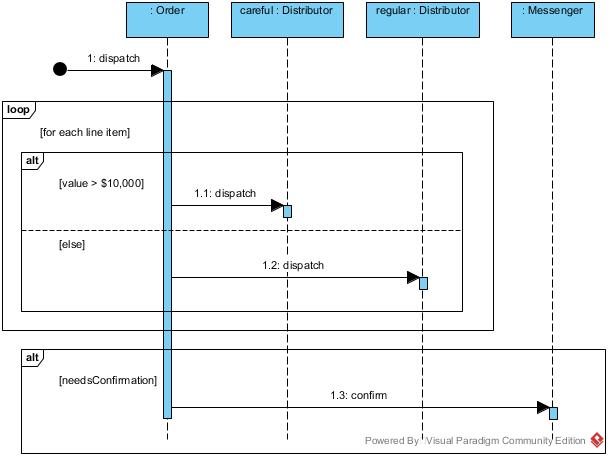 : Order
careful : Distributor
regular : Distributor
: Messenger
1: dispatch
loop
[for each line item]
alt
[value > $10,000]
1.1: dispatch
[else]
1.2: dispatch
alt
[needsConfirmation]
1.3: confirm
Powered By Visual Paradigm Community Edition